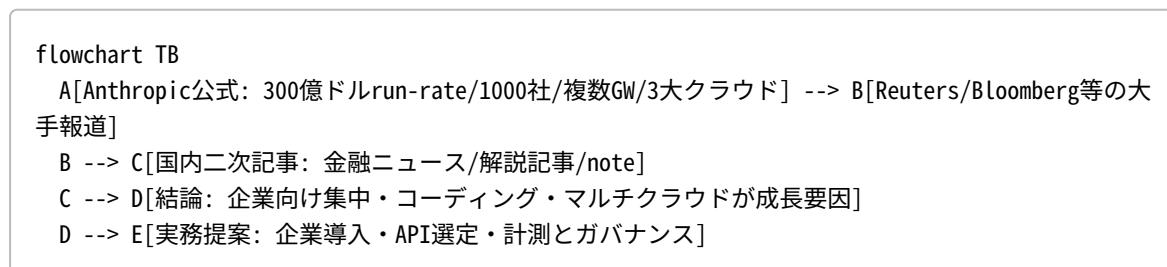 flowchart TB
  A[Anthropic公式: 300億ドルrun-rate/1000社/複数GW/3大クラウド] --> B[Reuters/Bloomberg等の大
手報道]
  B --> C[国内二次記事: 金融ニュース/解説記事/note]
  C --> D[結論: 企業向け集中・コーディング・マルチクラウドが成長要因]
  D --> E[実務提案: 企業導入・API選定・計測とガバナンス]